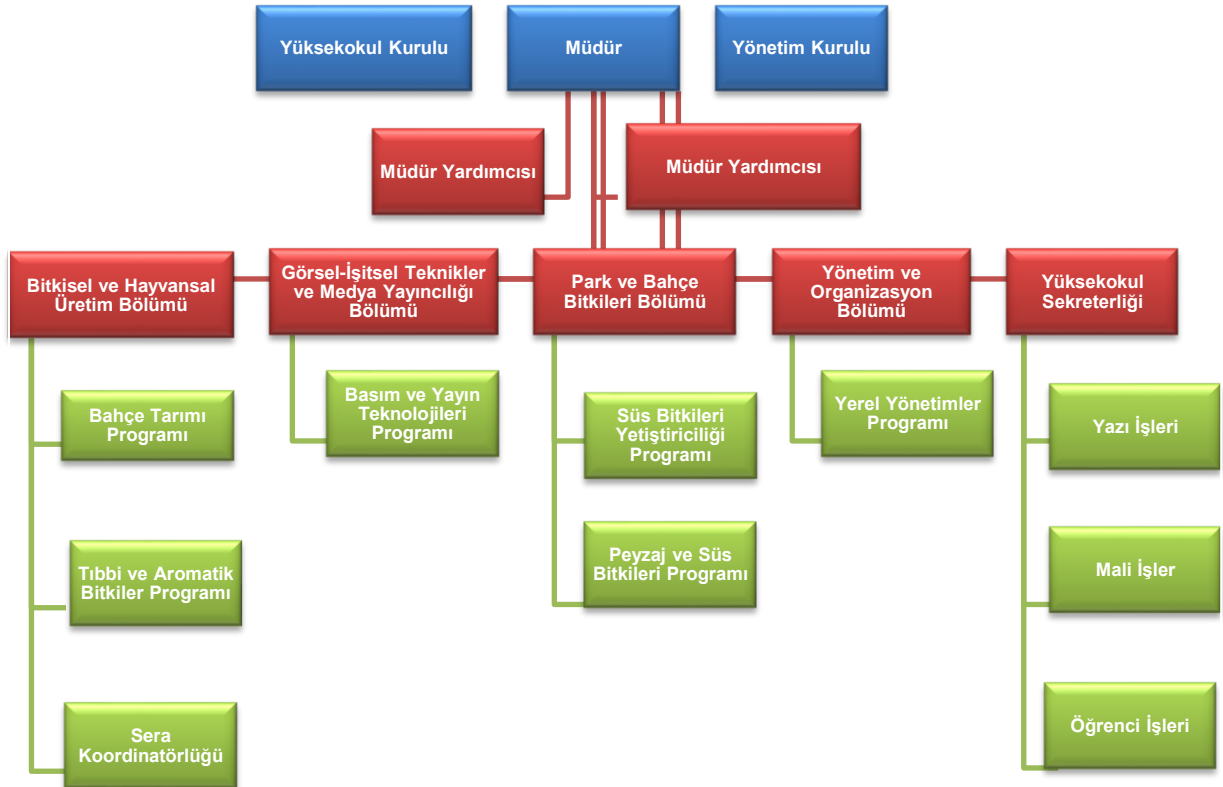 Yüksekokul Kurulu
Müdür
Yönetim Kurulu
Müdür Yardımcısı
Müdür Yardımcısı
Bitkisel ve Hayvansal
Üretim Bölümü
Görsel-İşitsel Teknikler
ve Medya Yayıncılığı
Bölümü
Park ve Bahçe
Bitkileri Bölümü
Yönetim ve
Organizasyon
Bölümü
Yüksekokul
Sekreterliği
Bahçe Tarımı
Programı
Basım ve Yayın
Teknolojileri
Programı
Süs Bitkileri
Yetiştiriciliği
Programı
Yerel Yönetimler
Programı
Yazı İşleri
Tıbbi ve Aromatik
Bitkiler Programı
Peyzaj ve Süs
Bitkileri Programı
Mali İşler
Sera
Koordinatörlüğü
Öğrenci İşleri